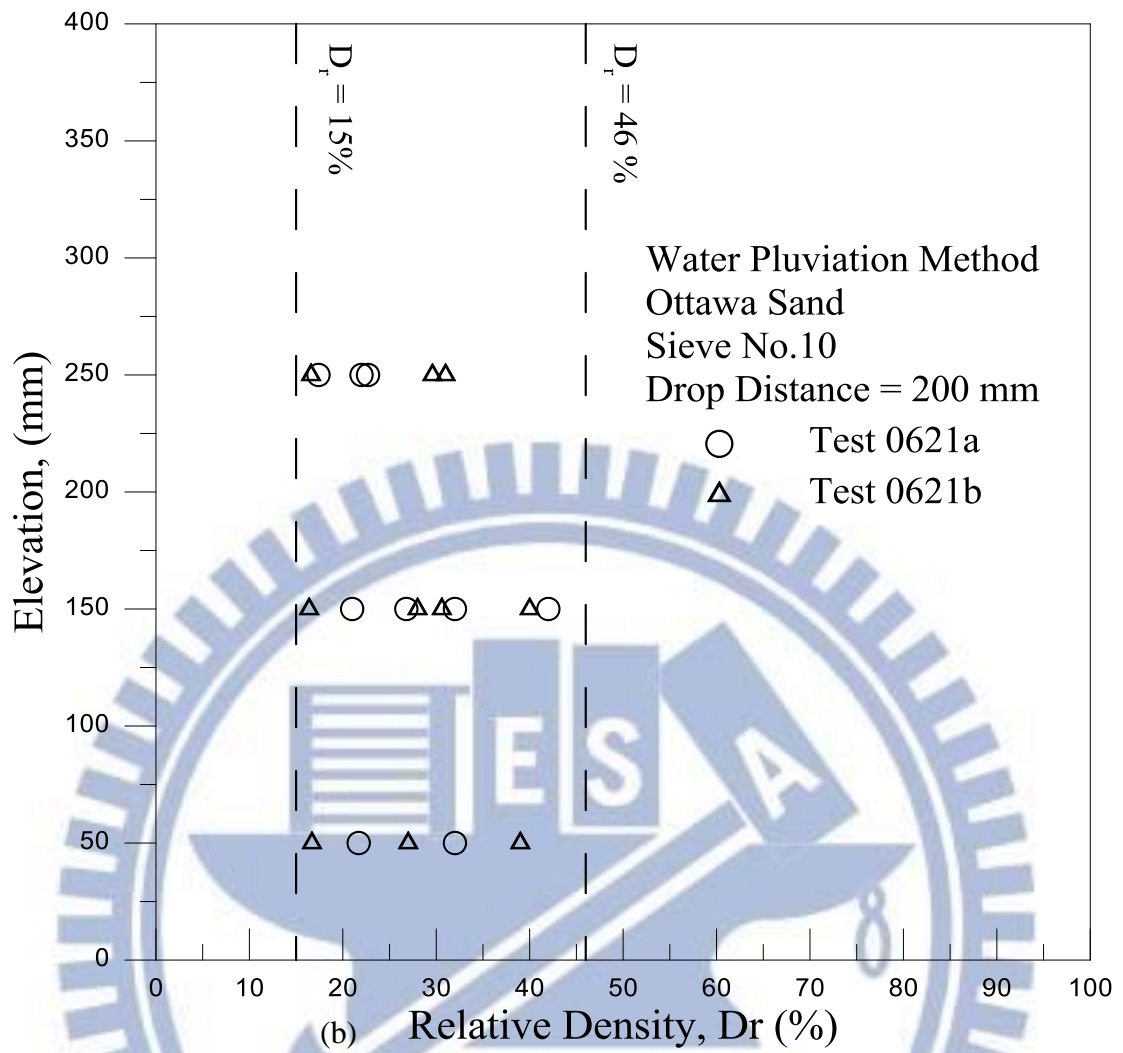 400
350
300
250
200
150
100
50
0
Elevation, (mm)
D_r = 15%
D_r = 46 %
Water Pluviation Method
Ottawa Sand
Sieve No.10
Drop Distance = 200 mm
Test 0621a
Test 0621b
E S A
0 10 20 30 40 50 60 70 80 90 100
(b) Relative Density, Dr (%)